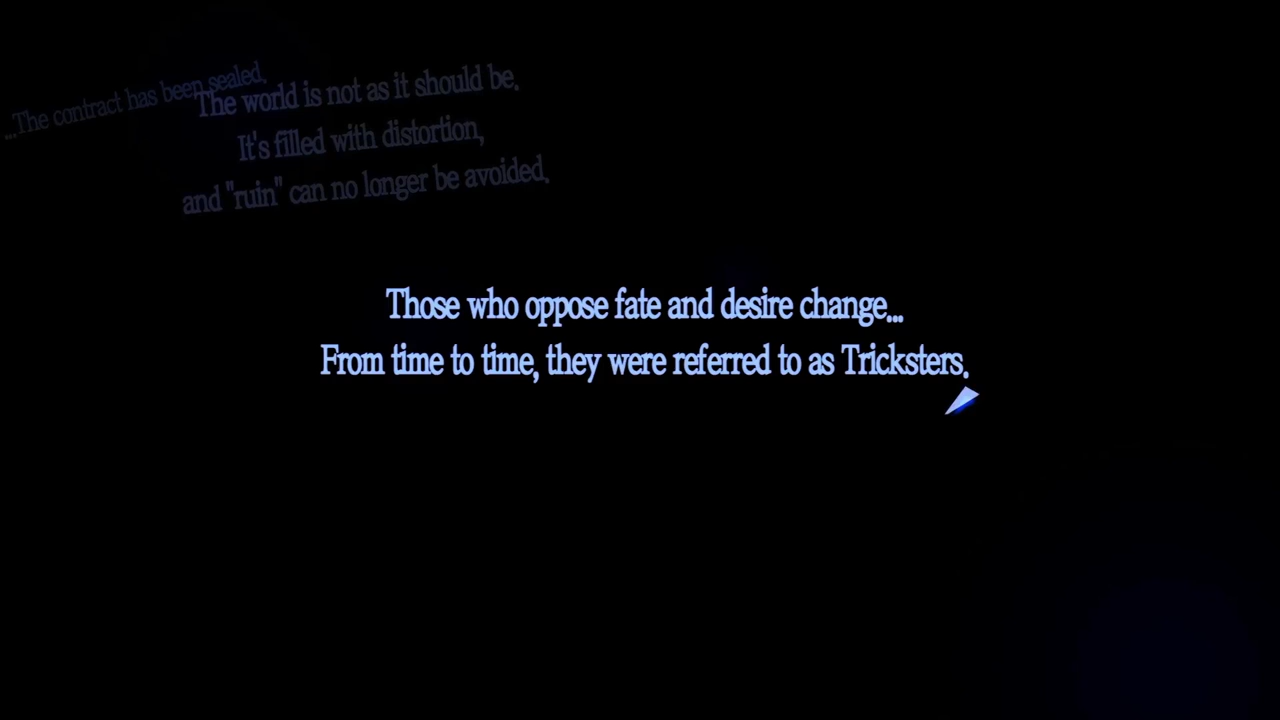 ...The contract has been sealed.
The world is not as it should be.
It's filled with distortion,
and "ruin" can no longer be avoided.
Those who oppose fate and desire change...
From time to time, they were referred to as Tricksters.